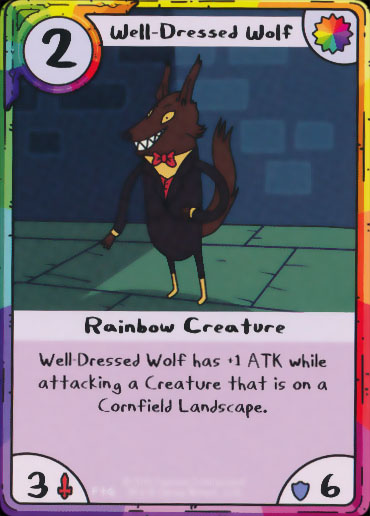 2
Well-Dressed Wolf
Rainbow Creature
Well-Dressed Wolf has +1 ATK while
attacking a Creature that is on a
Cornfield Landscape.
3
6